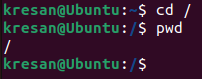 kresan@Ubuntu:~$ cd /
kresan@Ubuntu:/$ pwd
/
kresan@Ubuntu:/$